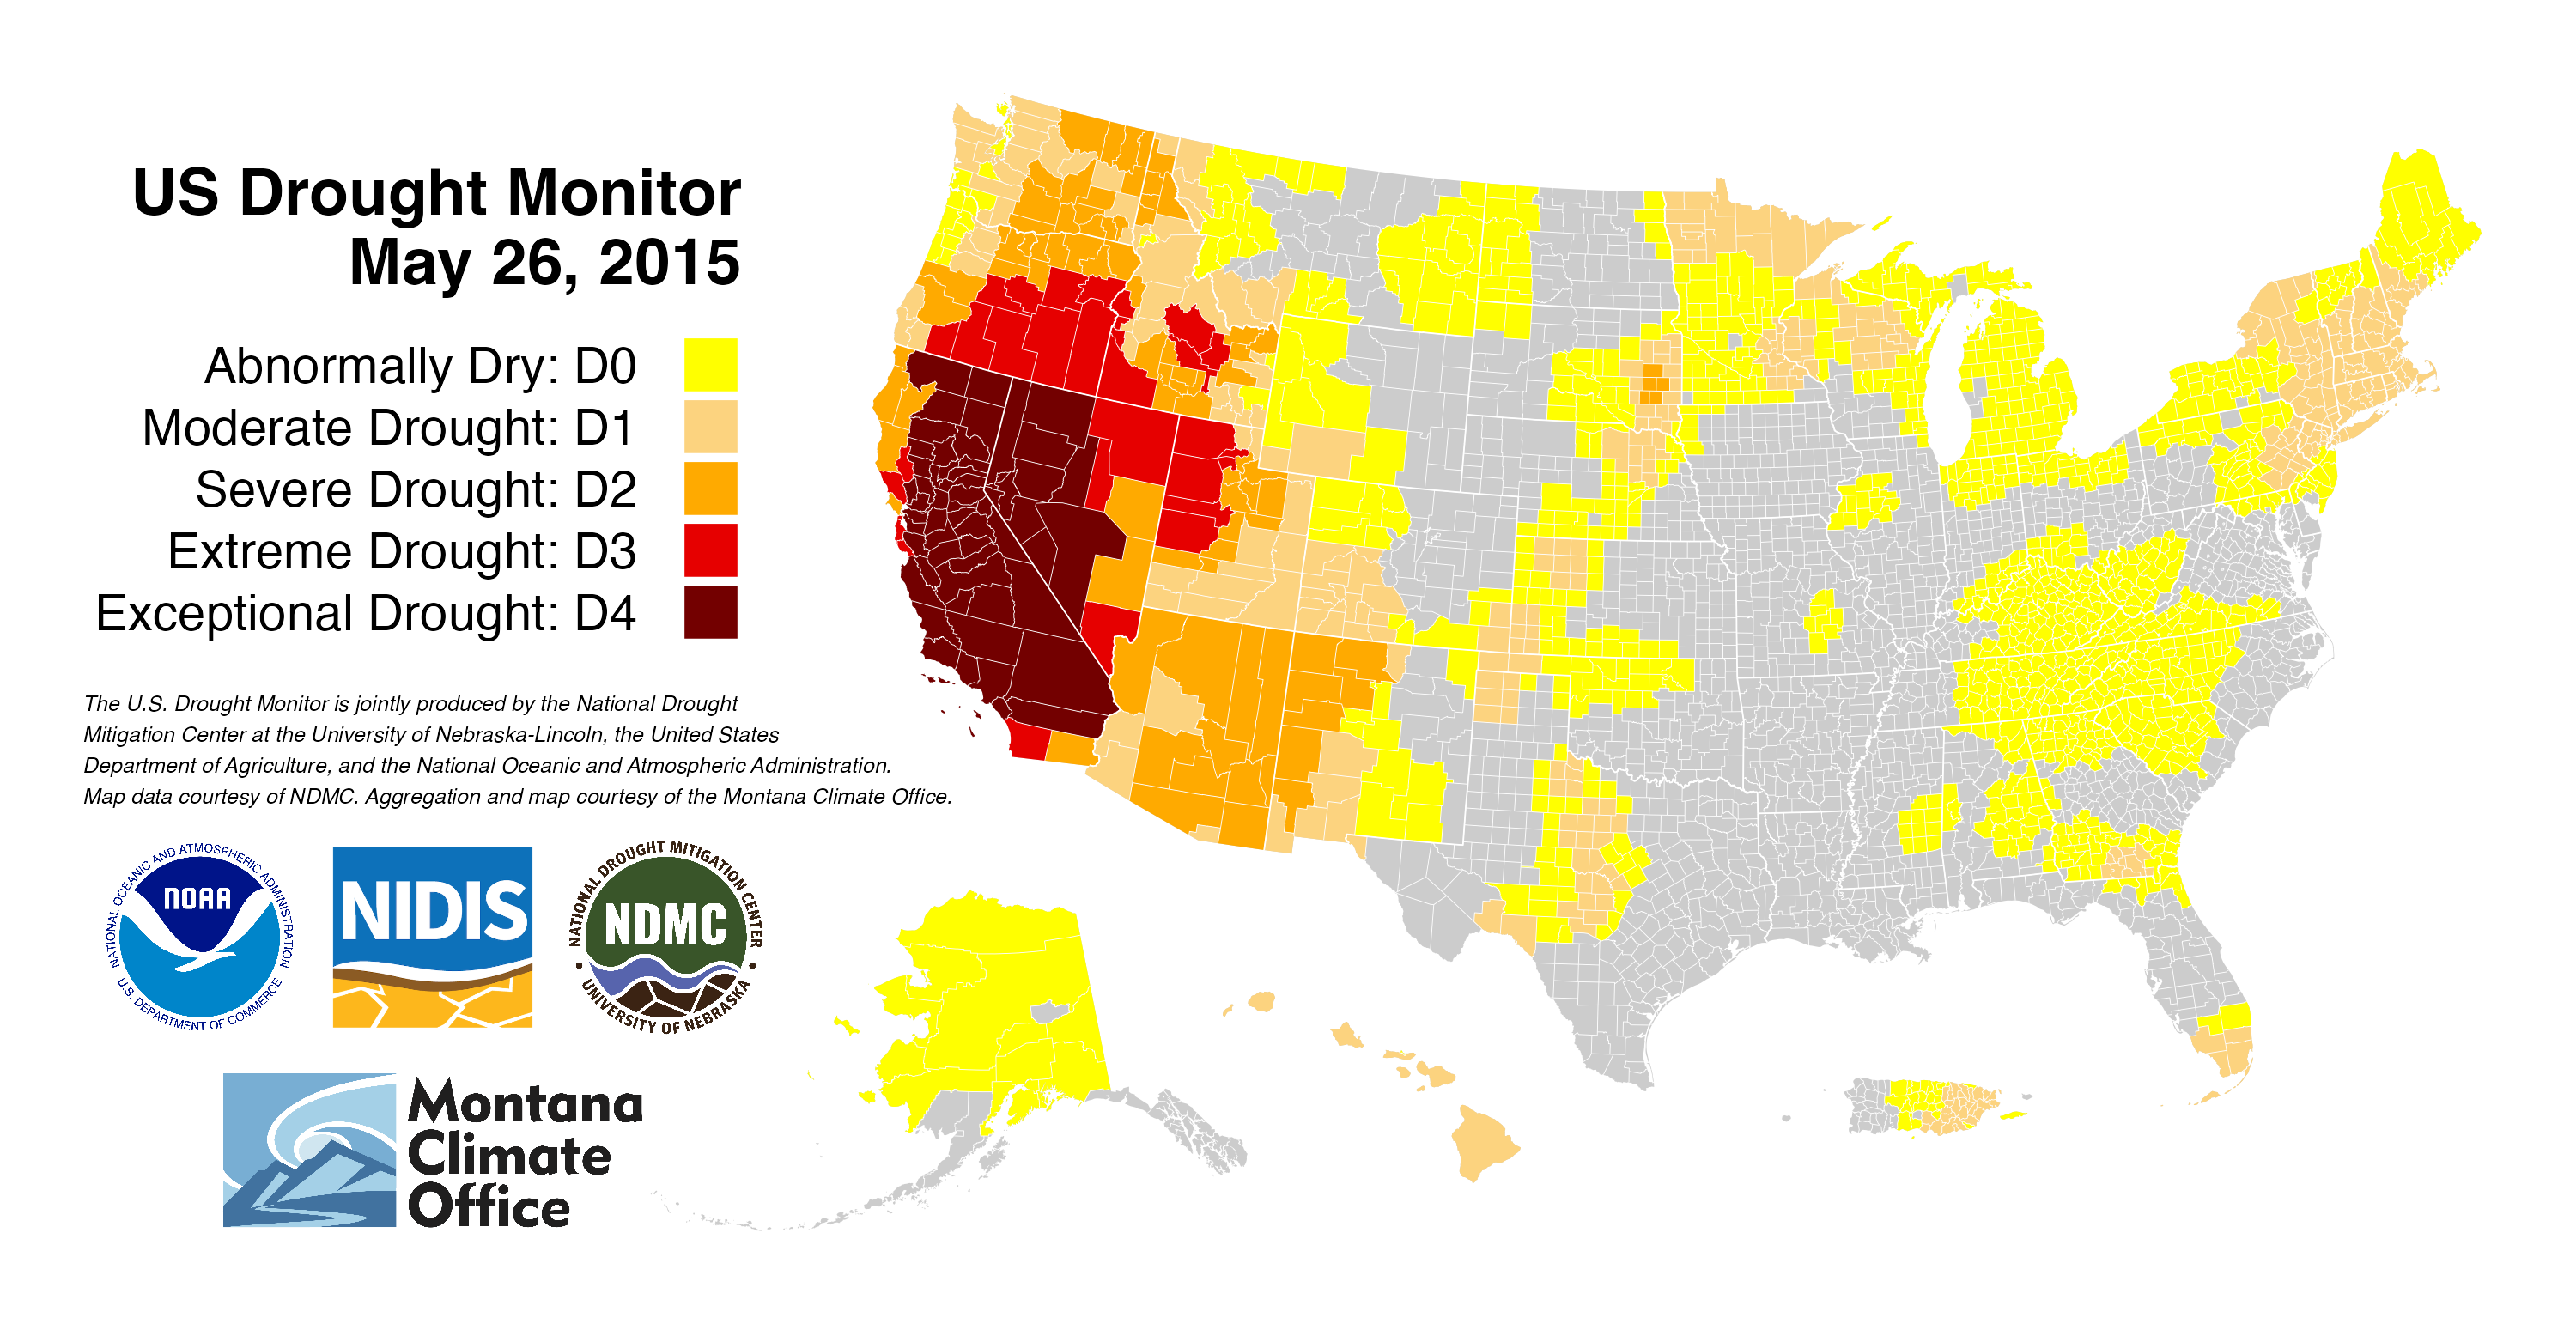 US Drought Monitor
May 26, 2015
Abnormally Dry: D0
Moderate Drought: D1
Severe Drought: D2
Extreme Drought: D3
Exceptional Drought: D4
The U.S. Drought Monitor is jointly produced by the National Drought
Mitigation Center at the University of Nebraska-Lincoln, the United States
Department of Agriculture, and the National Oceanic and Atmospheric Administration.
Map data courtesy of NDMC. Aggregation and map courtesy of the Montana Climate Office.
NATIONAL OCEANIC AND ATMOSPHERIC ADMINISTRATION
NOAA
U.S. DEPARTMENT OF COMMERCE
NIDIS
NATIONAL DROUGHT MITIGATION CENTER
NDMC
UNIVERSITY OF NEBRASKA
Montana
Climate
Office